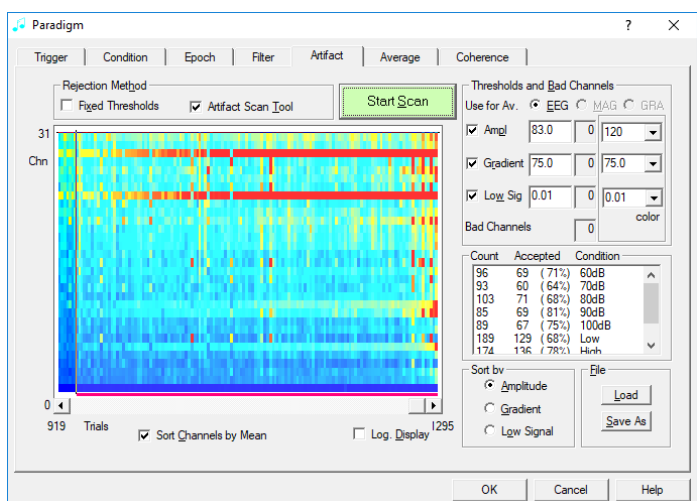 Paradigm
? ✕
Trigger Condition Epoch Filter Artifact Average Coherence
Rejection Method
Fixed Thresholds Artifact Scan Tool
Start Scan
31
Chn
0
919 Trials 1295
Sort Channels by Mean Log. Display
Thresholds and Bad Channels
Use for Av. EEG MAG GRA
Ampl 83.0 0 120
Gradient 75.0 0 75.0
Low Sig 0.01 0 0.01
color
Bad Channels 0
Count Accepted Condition
96 69 ( 71%) 60dB
93 60 ( 64%) 70dB
103 71 ( 68%) 80dB
85 69 ( 81%) 90dB
89 67 ( 75%) 100dB
189 129 ( 68%) Low
174 136 ( 78%) High
Sort by
Amplitude
Gradient
Low Signal
File
Load
Save As
OK Cancel Help